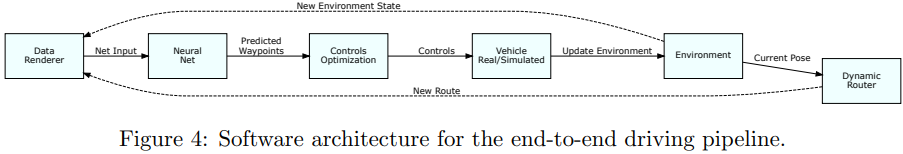 New Environment State
Data
Renderer
Net Input
Neural
Net
Predicted
Waypoints
Controls
Optimization
Controls
Vehicle
Real/Simulated
Update Environment
Environment
Current Pose
Dynamic
Router
New Route
Figure 4: Software architecture for the end-to-end driving pipeline.